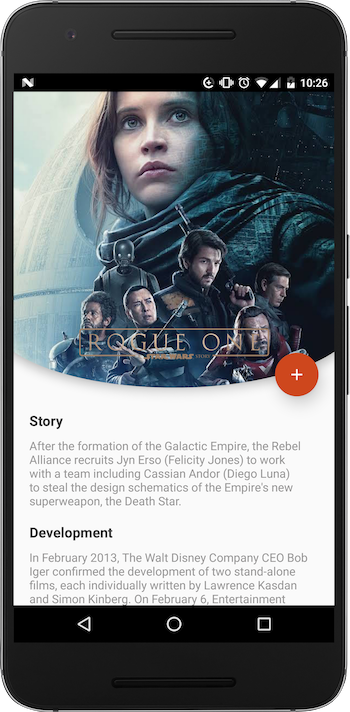 10:26
ROGUE ONE
STAR WARS STORY
Story
After the formation of the Galactic Empire, the Rebel
Alliance recruits Jyn Erso (Felicity Jones) to work
with a team including Cassian Andor (Diego Luna)
to steal the design schematics of the Empire's new
superweapon, the Death Star.
Development
In February 2013, The Walt Disney Company CEO Bob
Iger confirmed the development of two stand-alone
films, each individually written by Lawrence Kasdan
and Simon Kinberg. On February 6, Entertainment